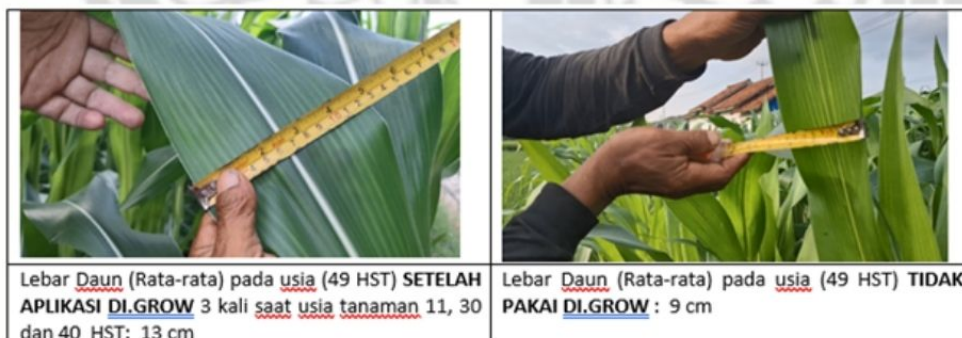 Lebar Daun (Rata-rata) pada usia (49 HST) SETELAH
APLIKASI DI.GROW 3 kali saat usia tanaman 11, 30
dan 40 HST: 13 cm
Lebar Daun (Rata-rata) pada usia (49 HST) TIDAK
PAKAI DI.GROW : 9 cm